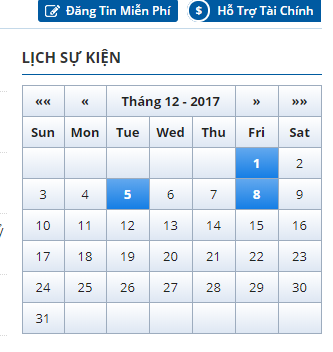 Đăng Tin Miễn Phí $ Hỗ Trợ Tài Chính
LỊCH SỰ KIỆN
«« « Tháng 12 - 2017 » »»
Sun Mon Tue Wed Thu Fri Sat
1 2
3 4 5 6 7 8 9
10 11 12 13 14 15 16
17 18 19 20 21 22 23
24 25 26 27 28 29 30
31